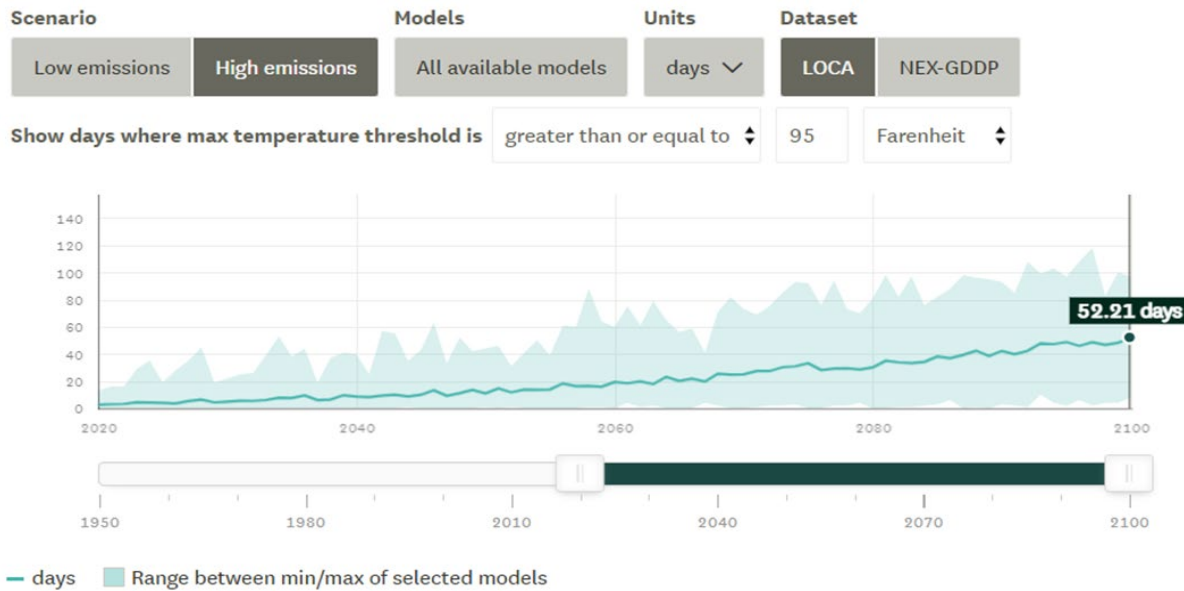 Scenario Models Units Dataset
Low emissions High emissions All available models days LOCA NEX-GDDP
Show days where max temperature threshold is greater than or equal to 95 Farenheit
140
120
100
80
60
40
20
0
52.21 days
2020 2040 2060 2080 2100
1950 1980 2010 2040 2070 2100
days Range between min/max of selected models